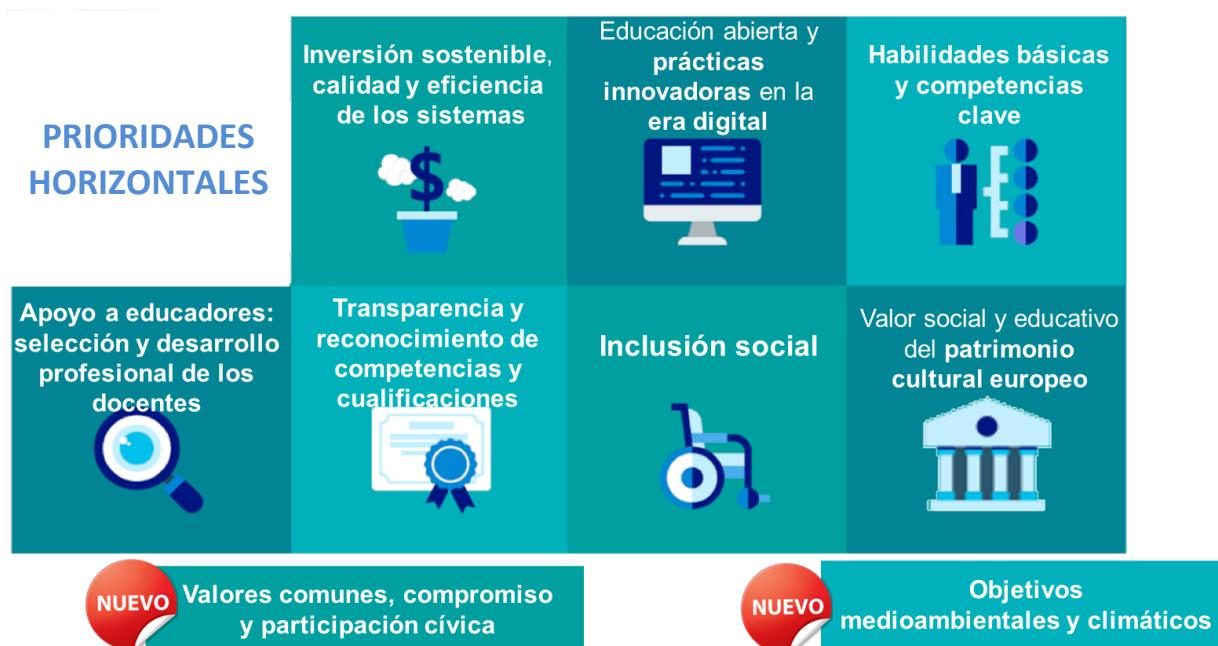 PRIORIDADES
HORIZONTALES
Inversión sostenible,
calidad y eficiencia
de los sistemas
$
Educación abierta y
prácticas
innovadoras en la
era digital
Habilidades básicas
y competencias
clave
Apoyo a educadores:
selección y desarrollo
profesional de los
docentes
Transparencia y
reconocimiento de
competencias y
cualificaciones
Inclusión social
Valor social y educativo
del patrimonio
cultural europeo
NUEVO
Valores comunes, compromiso
y participación cívica
NUEVO
Objetivos
medioambientales y climáticos